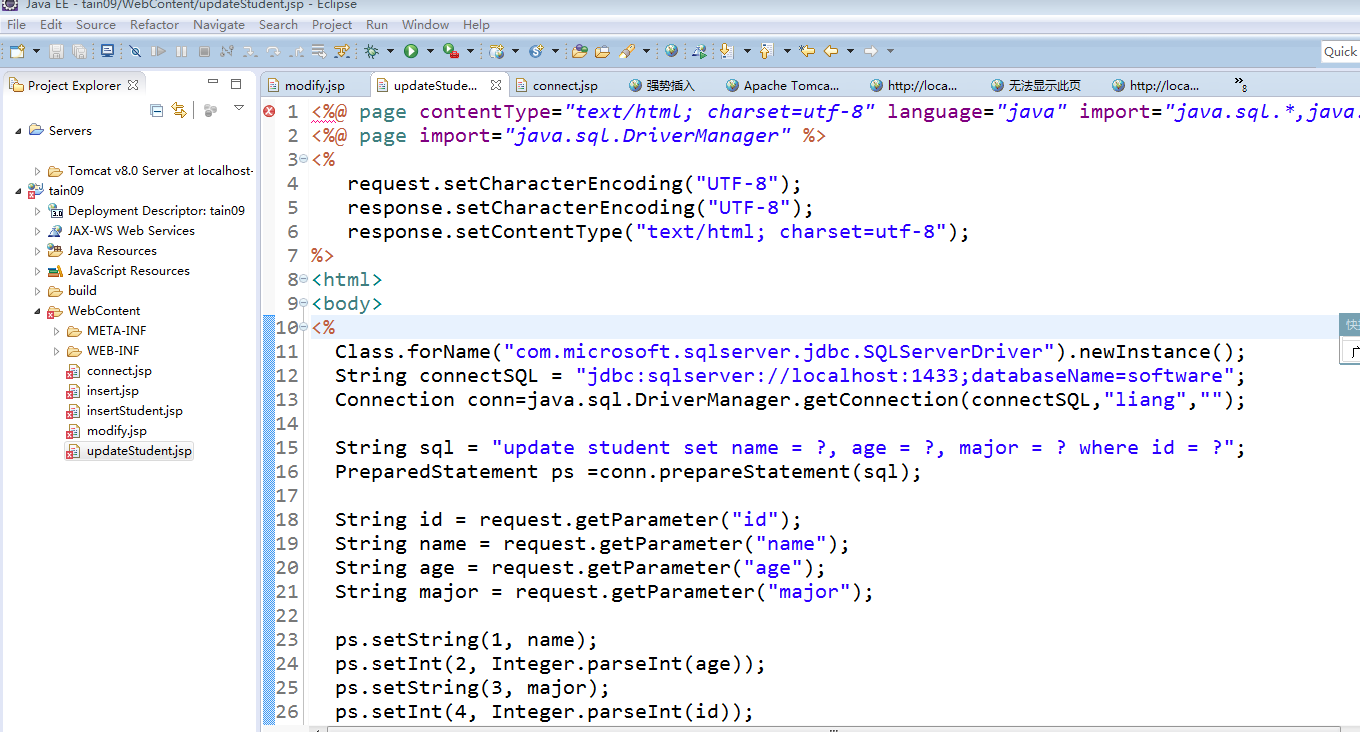 Java EE - tain09/WebContent/updateStudent.jsp - Eclipse
File Edit Source Refactor Navigate Search Project Run Window Help
Quick
Project Explorer
modify.jsp updateStude... connect.jsp 强势插入 Apache Tomca... http://loca... 无法显示此页 http://loca... »8
Servers
Tomcat v8.0 Server at localhost-
tain09
Deployment Descriptor: tain09
JAX-WS Web Services
Java Resources
JavaScript Resources
build
WebContent
META-INF
WEB-INF
connect.jsp
insert.jsp
insertStudent.jsp
modify.jsp
updateStudent.jsp
1 <%@ page contentType="text/html; charset=utf-8" language="java" import="java.sql.*,java.
2 <%@ page import="java.sql.DriverManager" %>
3 <%
4 request.setCharacterEncoding("UTF-8");
5 response.setCharacterEncoding("UTF-8");
6 response.setContentType("text/html; charset=utf-8");
7 %>
8 <html>
9 <body>
10 <%
11 Class.forName("com.microsoft.sqlserver.jdbc.SQLServerDriver").newInstance();
12 String connectSQL = "jdbc:sqlserver://localhost:1433;databaseName=software";
13 Connection conn=java.sql.DriverManager.getConnection(connectSQL,"liang","");
14
15 String sql = "update student set name = ?, age = ?, major = ? where id = ?";
16 PreparedStatement ps =conn.prepareStatement(sql);
17
18 String id = request.getParameter("id");
19 String name = request.getParameter("name");
20 String age = request.getParameter("age");
21 String major = request.getParameter("major");
22
23 ps.setString(1, name);
24 ps.setInt(2, Integer.parseInt(age));
25 ps.setString(3, major);
26 ps.setInt(4, Integer.parseInt(id));